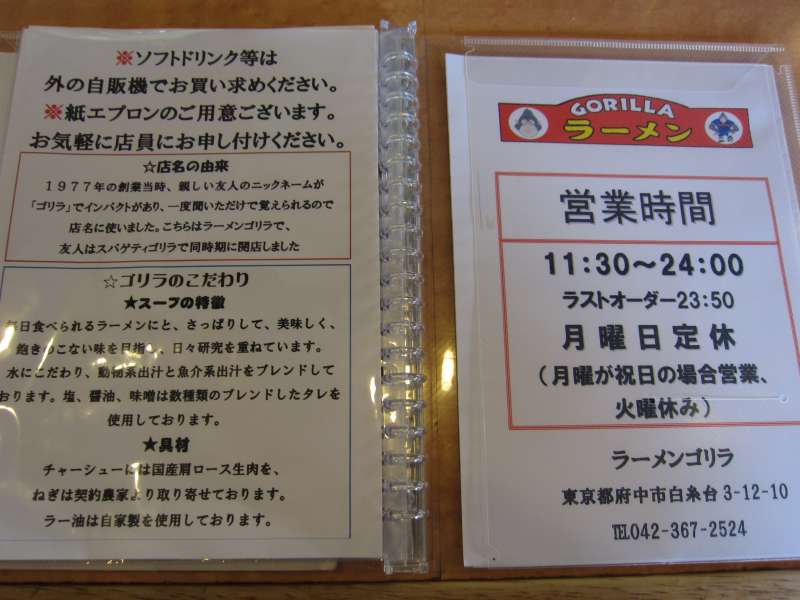 ※ソフトドリンク等は
外の自販機でお買い求めください。
※紙エプロンのご用意ございます。
お気軽に店員にお申し付けください。
☆店名の由来
1977年の創業当時、親しい友人のニックネームが
「ゴリラ」でインパクトがあり、一度聞いただけで覚えられるので
店名に使いました。こちらはラーメンゴリラで、
友人はスパゲティゴリラで同時期に開店しました
☆ゴリラのこだわり
★スープの特徴
毎日食べられるラーメンにと、さっぱりして、美味しく、
飽きのこない味を目指し、日々研究を重ねています。
水にこだわり、動物系出汁と魚介系出汁をブレンドして
おります。塩、醤油、味噌は数種類のブレンドしたタレを
使用しております。
★具材
チャーシューには国産肩ロース生肉を、
ねぎは契約農家より取り寄せております。
ラー油は自家製を使用しております。
GORILLA
ラーメン
営業時間
11:30～24:00
ラストオーダー23:50
月曜日定休
（月曜が祝日の場合営業、
火曜休み）
ラーメンゴリラ
東京都府中市白糸台3-12-10
℡042-367-2524